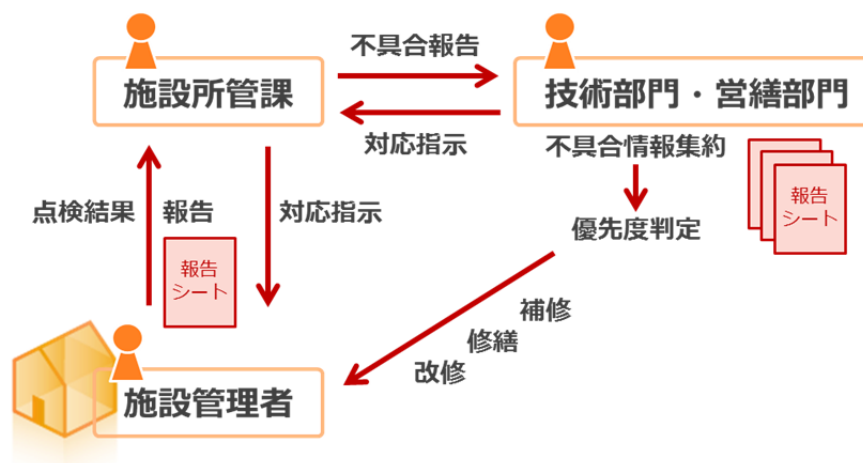 不具合報告
施設所管課
技術部門・営繕部門
対応指示
不具合情報集約
報告
シート
点検結果
報告
対応指示
優先度判定
報告
シート
補修
修繕
改修
施設管理者